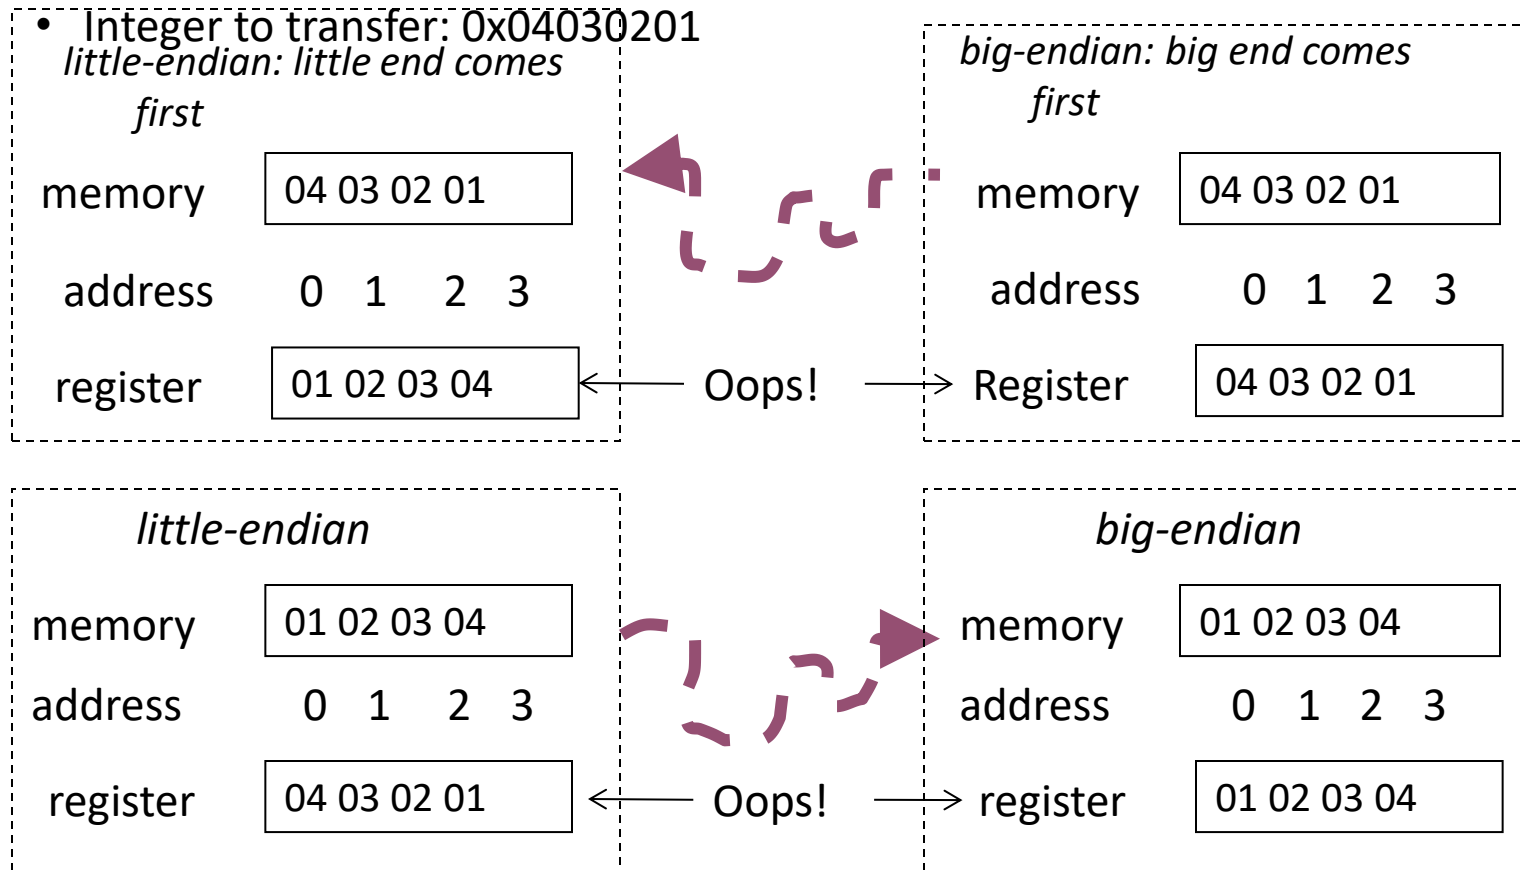 • Integer to transfer: 0x04030201
little-endian: little end comes
first
memory 04 03 02 01
address 0 1 2 3
register 01 02 03 04
Oops!
big-endian: big end comes
first
memory 04 03 02 01
address 0 1 2 3
Register 04 03 02 01
little-endian
memory 01 02 03 04
address 0 1 2 3
register 04 03 02 01
Oops!
big-endian
memory 01 02 03 04
address 0 1 2 3
register 01 02 03 04